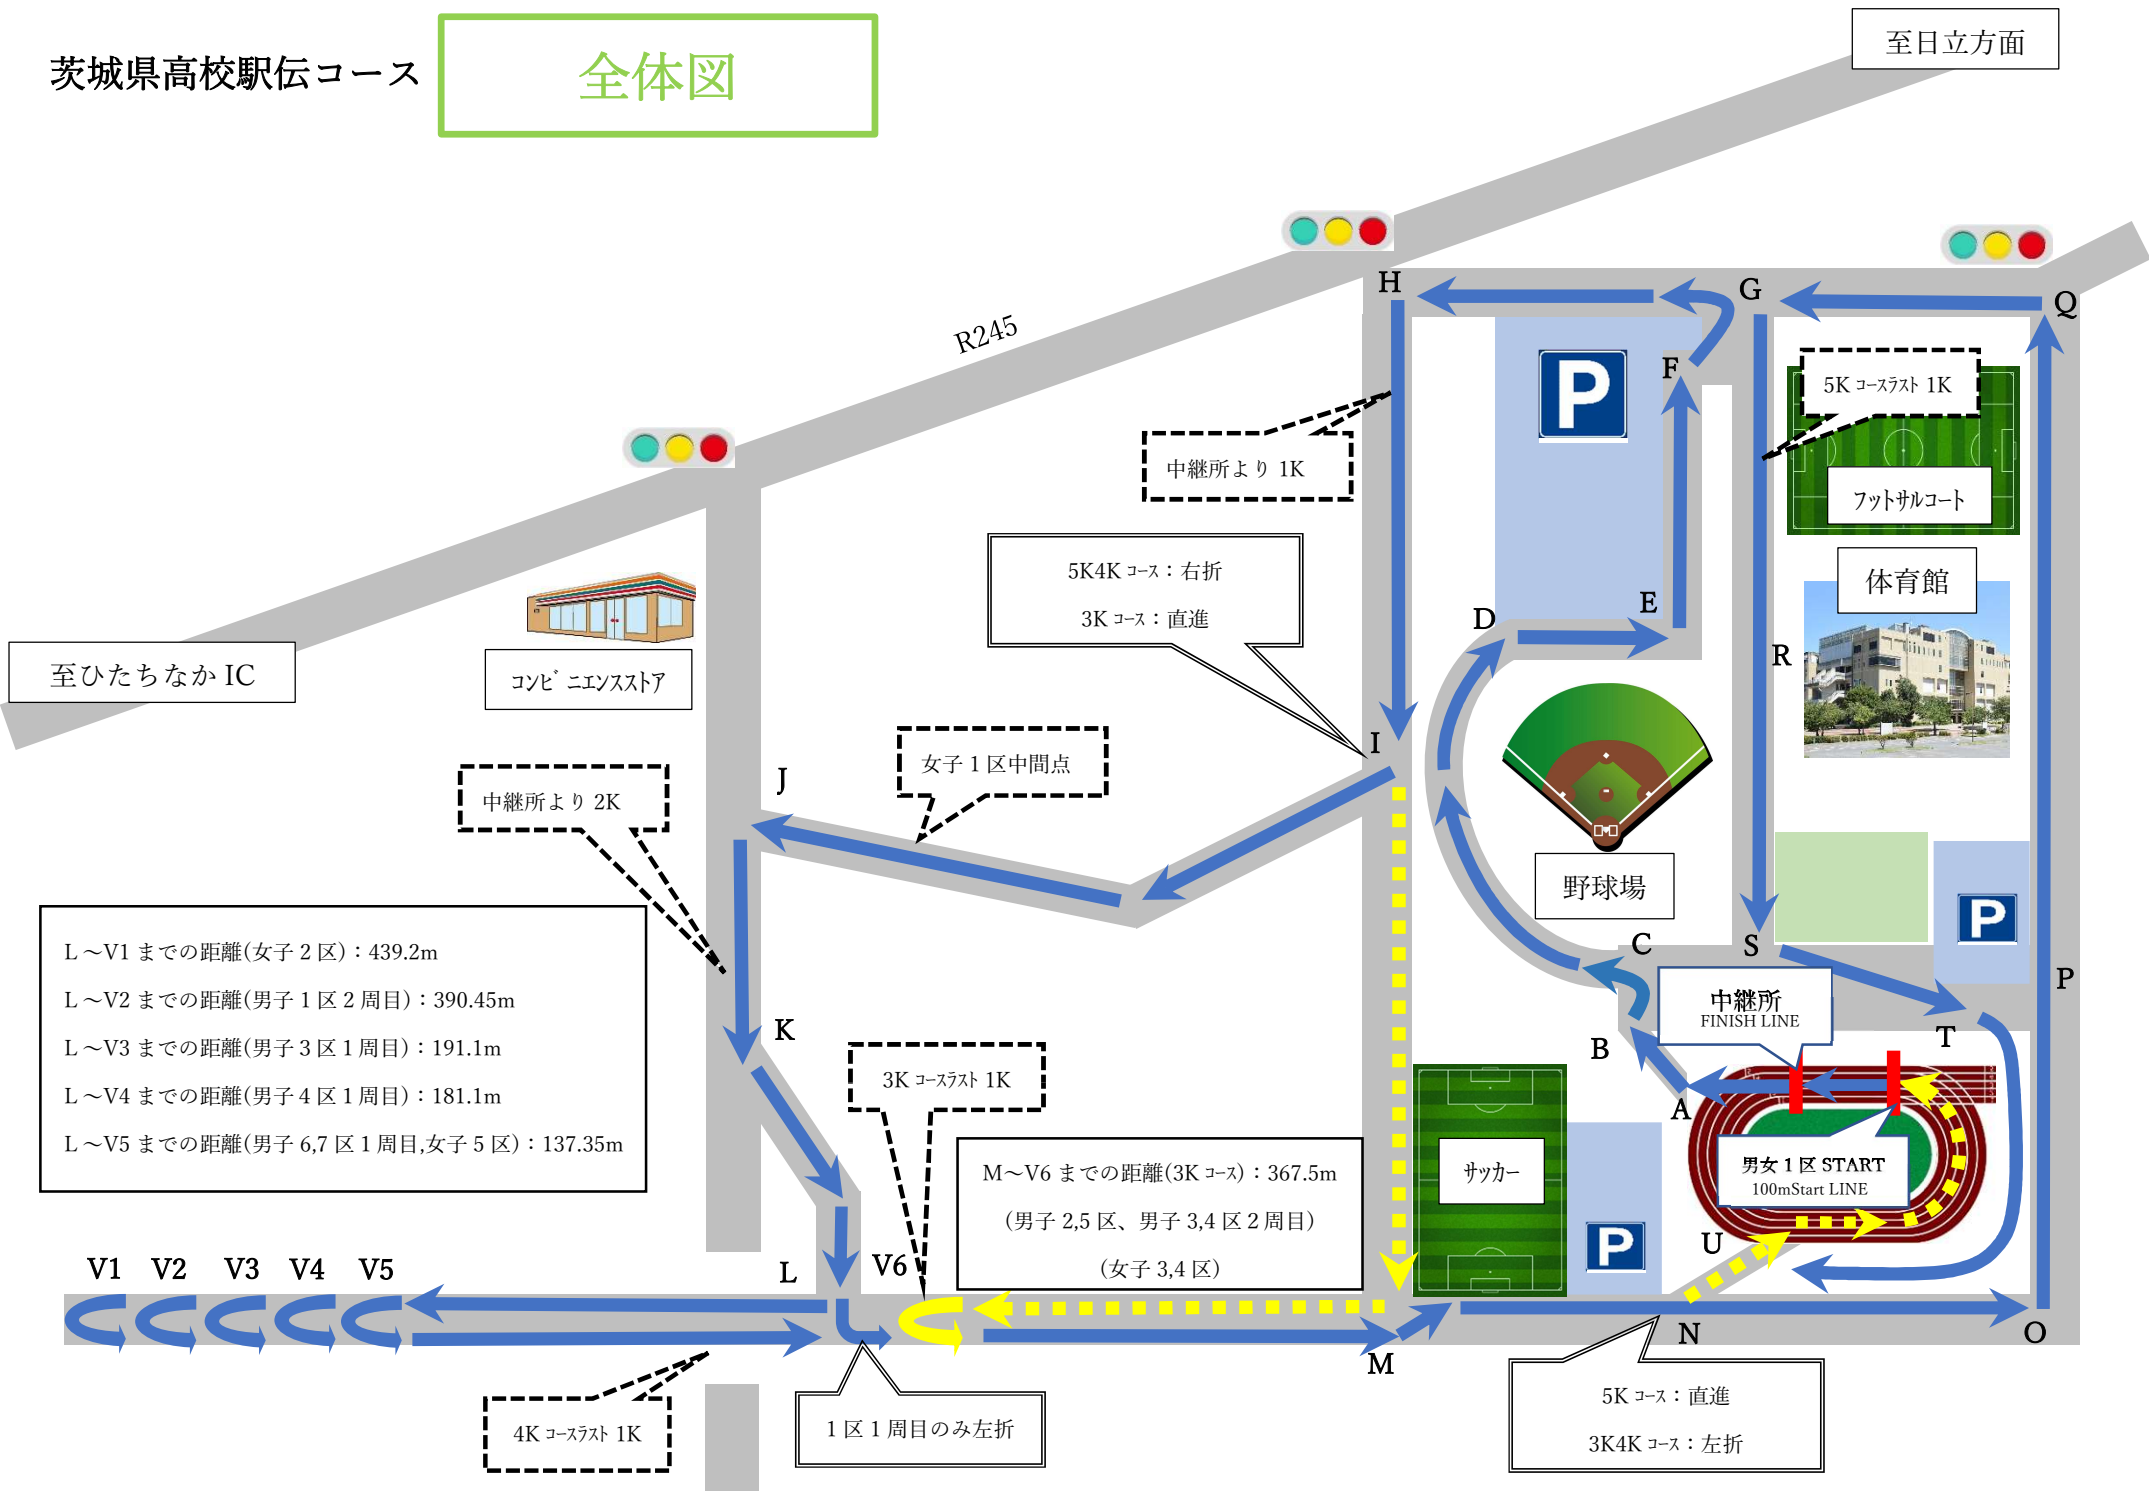 茨城県高校駅伝コース
全体図
至日立方面
H
G
Q
R245
F
5K コースラスト 1K
中継所より 1K
フットサルコート
5K4K コース：右折
3K コース：直進
体育館
E
D
R
至ひたちなか IC
コンビニエンスストア
I
女子 1 区中間点
J
中継所より 2K
野球場
C
S
L ～V1 までの距離(女子 2 区)：439.2m
L ～V2 までの距離(男子 1 区 2 周目)：390.45m
L ～V3 までの距離(男子 3 区 1 周目)：191.1m
L ～V4 までの距離(男子 4 区 1 周目)：181.1m
L ～V5 までの距離(男子 6,7 区 1 周目,女子 5 区)：137.35m
P
P
P
中継所
FINISH LINE
K
B
T
3K コースラスト 1K
A
M～V6 までの距離(3K コース)：367.5m
(男子 2,5 区、男子 3,4 区 2 周目)
(女子 3,4 区)
サッカー
男女 1 区 START
100mStart LINE
P
U
V1
V2
V3
V4
V5
L
V6
M
N
O
4K コースラスト 1K
1 区 1 周目のみ左折
5K コース：直進
3K4K コース：左折